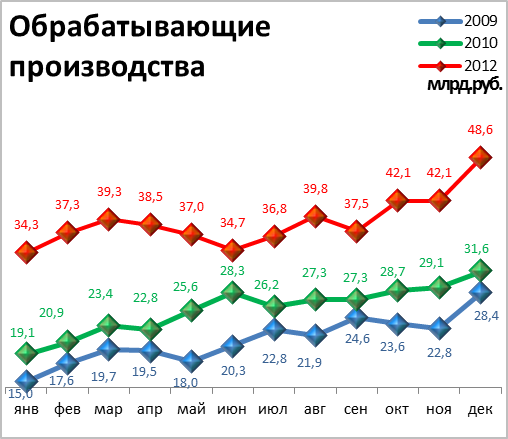 Обрабатывающие
производства
2009
2010
2012
млрд.руб.
48,6
42,1 42,1
39,3 38,5 39,8
37,3 37,0 36,8 37,5
34,3 34,7
31,6
28,3 28,7 29,1
25,6 26,2 27,3 27,3
23,4 22,8
20,9
19,1
28,4
24,6 23,6
22,8 21,9 22,8
19,7 19,5 20,3
17,6 18,0
15,0
янв фев мар апр май июн июл авг сен окт ноя дек